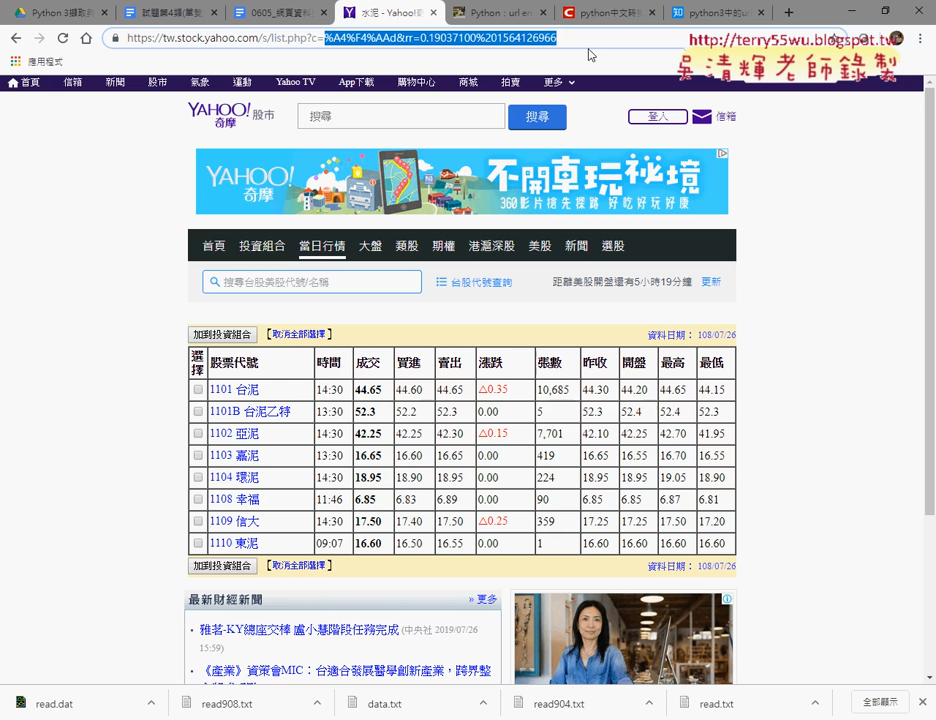 Python 3擷取資
試題第4類(單數
0605_網頁資料
水泥 - Yahoo!奇
Python：url en
python中文轉
python3中的ur
https://tw.stock.yahoo.com/s/list.php?c=%A4%F4%AAd&rr=0.19037100%201564126966
http://terry55wu.blogspot.tw
吳清輝老師錄製
應用程式
首頁 信箱 新聞 股市 氣象 運動 Yahoo TV App下載 購物中心 商城 拍賣 更多
YAHOO! 奇摩 股市
搜尋
搜尋
登入
信箱
YAHOO! 奇摩
不開車玩祕境
360影片搶先探路 好吃好玩好康
首頁 投資組合 當日行情 大盤 類股 期權 港滬深股 美股 新聞 選股
搜尋台股美股代號/名稱
台股代號查詢
距離美股開盤還有5小時19分鐘 更新
加到投資組合 【取消全部選擇】 資料日期： 108/07/26
選擇 股票代號 時間 成交 買進 賣出 漲跌 張數 昨收 開盤 最高 最低
1101 台泥 14:30 44.65 44.60 44.65 △0.35 10,685 44.30 44.20 44.65 44.15
1101B 台泥乙特 13:30 52.3 52.2 52.3 0.00 5 52.3 52.4 52.4 52.3
1102 亞泥 14:30 42.25 42.25 42.30 △0.15 7,701 42.10 42.25 42.70 41.95
1103 嘉泥 13:30 16.65 16.60 16.65 0.00 419 16.65 16.55 16.70 16.55
1104 環泥 14:30 18.95 18.90 18.95 0.00 224 18.95 18.95 19.05 18.90
1108 幸福 11:46 6.85 6.83 6.89 0.00 90 6.85 6.85 6.87 6.81
1109 信大 14:30 17.50 17.40 17.50 △0.25 359 17.25 17.25 17.50 17.20
1110 東泥 09:07 16.60 16.50 16.55 0.00 1 16.60 16.60 16.60 16.60
加到投資組合 【取消全部選擇】 資料日期： 108/07/26
最新財經新聞 » 更多
雅茗-KY總座交棒 盧小慧階段任務完成 (中央社 2019/07/26
15:59)
《產業》資策會MIC：台適合發展醫學創新產業，跨界整
read.dat
read908.txt
data.txt
read904.txt
read.txt
全部顯示